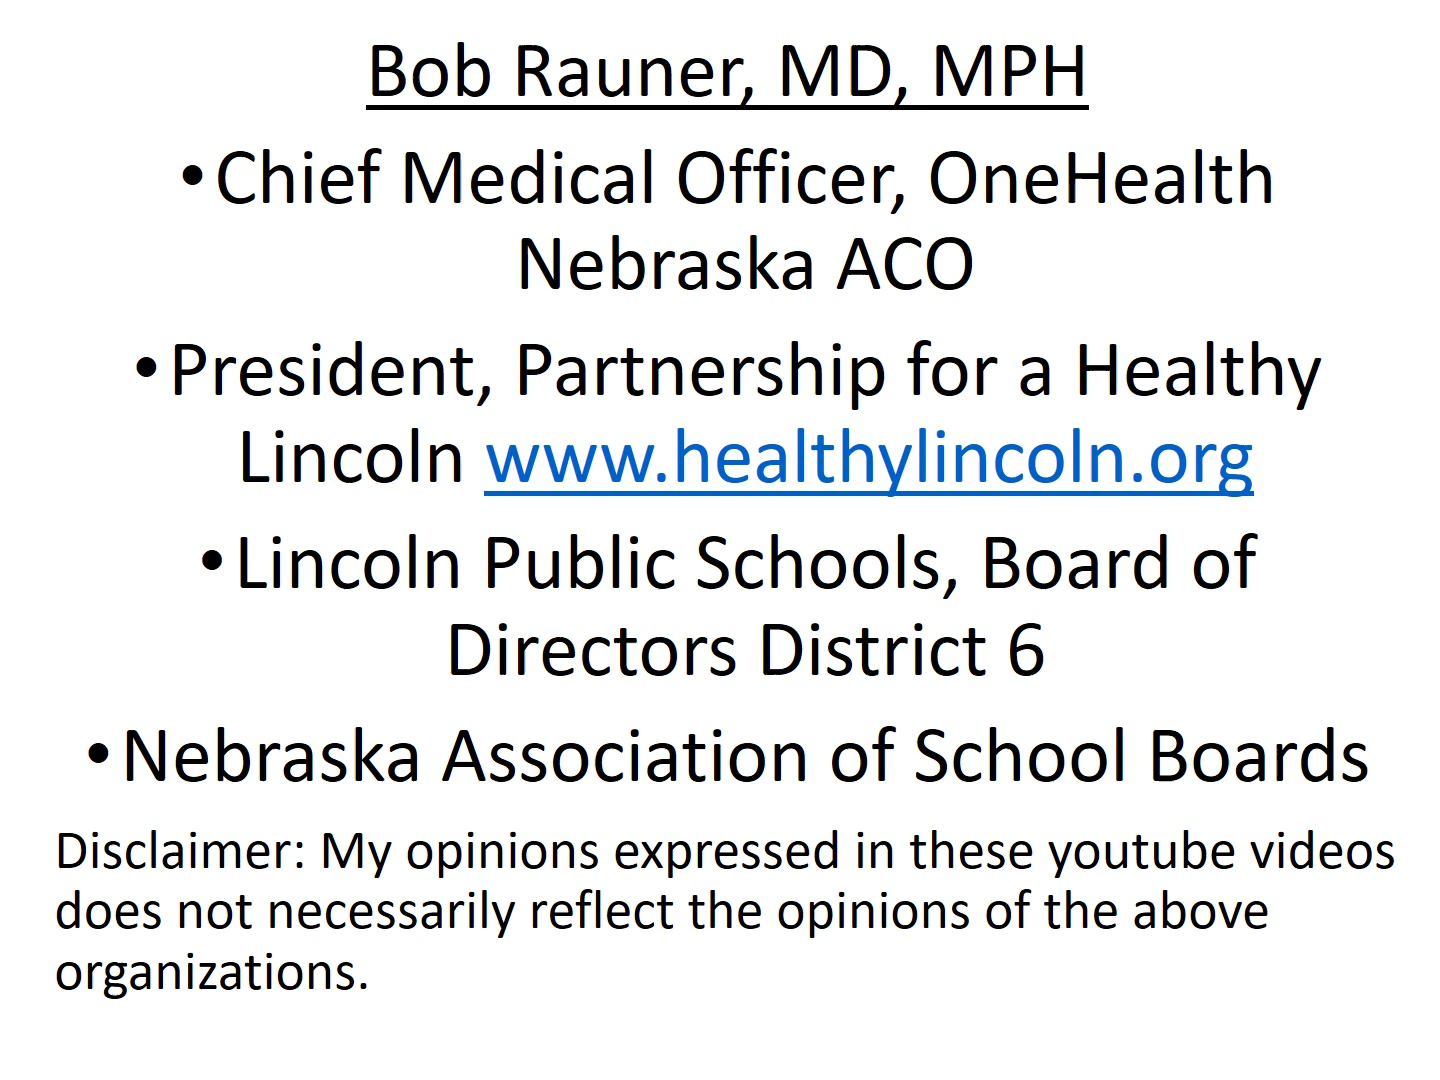 Bob Rauner, MD, MPH
•Chief Medical Officer, OneHealth
Nebraska ACO
•President, Partnership for a Healthy
Lincoln www.healthylincoln.org
•Lincoln Public Schools, Board of
Directors District 6
•Nebraska Association of School Boards
Disclaimer: My opinions expressed in these youtube videos
does not necessarily reflect the opinions of the above
organizations.